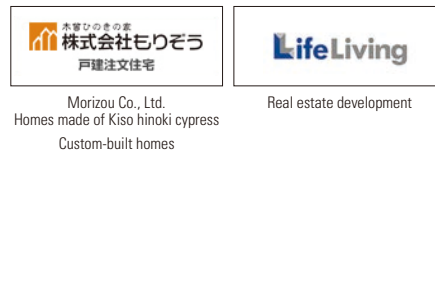 木曽ひのきの家
株式会社もりぞう
戸建注文住宅
LifeLiving
Morizou Co., Ltd.
Homes made of Kiso hinoki cypress
Custom-built homes
Real estate development